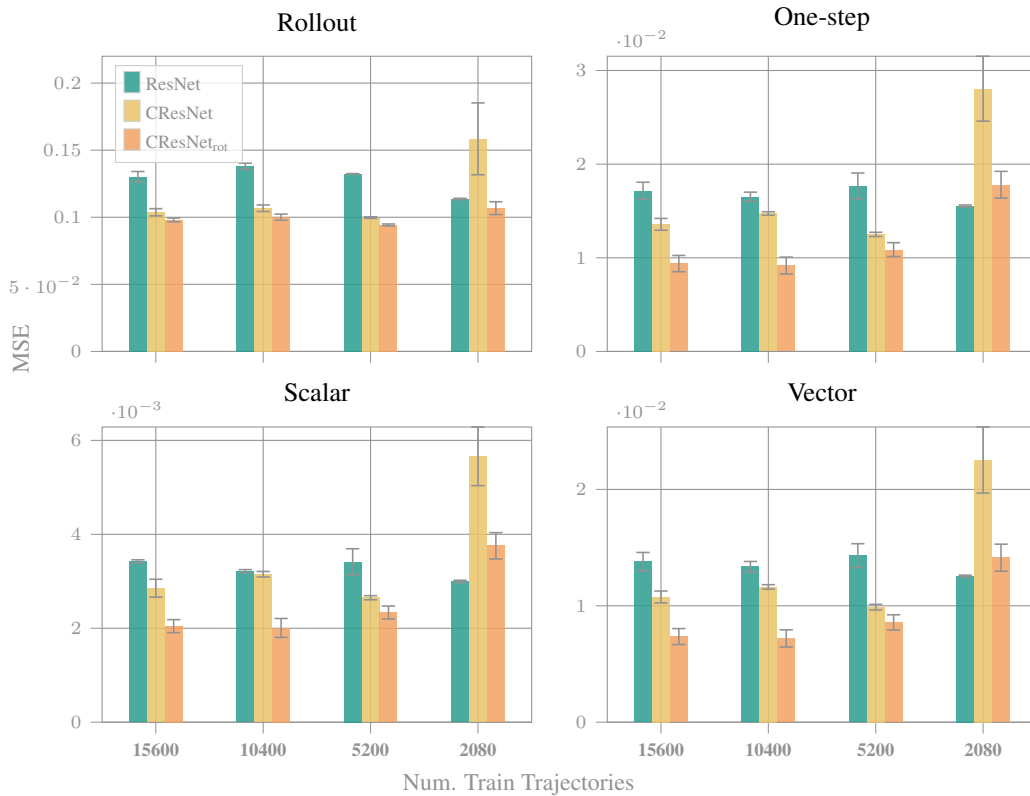 Rollout
One-step
·10⁻²
0.2
0.15
0.1
5 · 10⁻²
0
ResNet
CResNet
CResNet_rot
3
2
1
0
MSE
Scalar
Vector
·10⁻³
·10⁻²
6
4
2
0
2
1
0
15600 10400 5200 2080
15600 10400 5200 2080
Num. Train Trajectories